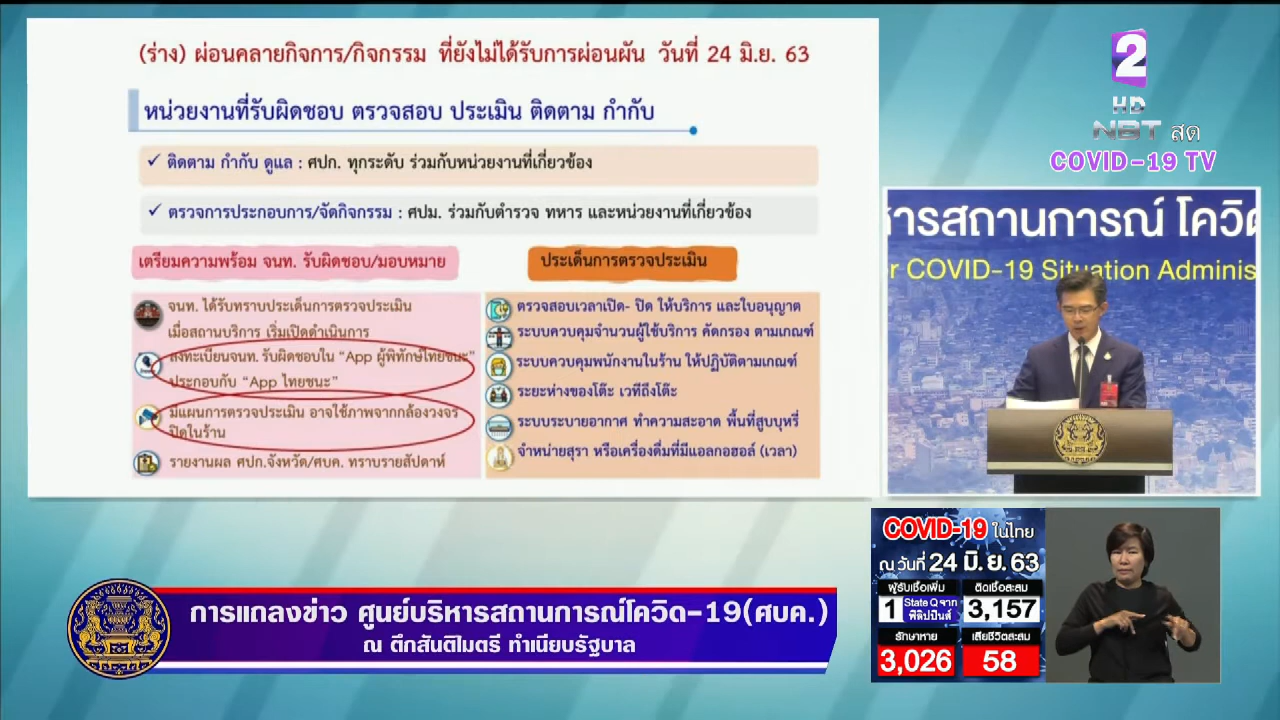 (ร่าง) ผ่อนคลายกิจการ/กิจกรรม ที่ยังไม่ได้รับการผ่อนผัน วันที่ 24 มิ.ย. 63
หน่วยงานที่รับผิดชอบ ตรวจสอบ ประเมิน ติดตาม กำกับ
✓ ติดตาม กำกับ ดูแล : ศปก. ทุกระดับ ร่วมกับหน่วยงานที่เกี่ยวข้อง
✓ ตรวจการประกอบการ/จัดกิจกรรม : ศปม. ร่วมกับตำรวจ ทหาร และหน่วยงานที่เกี่ยวข้อง
เตรียมความพร้อม จนท. รับผิดชอบ/มอบหมาย
จนท. ได้รับทราบประเด็นการตรวจประเมิน
เมื่อสถานบริการ เริ่มเปิดดำเนินการ
ลงทะเบียนจนท. รับผิดชอบใน “App ผู้พิทักษ์ไทยชนะ”
ประกอบกับ “App ไทยชนะ”
มีแผนการตรวจประเมิน อาจใช้ภาพจากกล้องวงจร
ปิดในร้าน
รายงานผล ศปก.จังหวัด/ศบค. ทราบรายสัปดาห์
ประเด็นการตรวจประเมิน
ตรวจสอบเวลาเปิด- ปิด ให้บริการ และใบอนุญาต
ระบบควบคุมจำนวนผู้ใช้บริการ คัดกรอง ตามเกณฑ์
ระบบควบคุมพนักงานในร้าน ให้ปฏิบัติตามเกณฑ์
ระยะห่างของโต๊ะ เวทีถึงโต๊ะ
ระบบระบายอากาศ ทำความสะอาด พื้นที่สูบบุหรี่
จำหน่ายสุรา หรือเครื่องดื่มที่มีแอลกอฮอล์ (เวลา)
2
HD
NBT สด
COVID-19 TV
หารสถานการณ์ โควิด
r COVID-19 Situation Adminis
COVID-19 ในไทย
ณ วันที่ 24 มิ.ย. 63
ผู้รับเชื้อเพิ่ม
1 State Q จาก
ฟิลิปปินส์
ติดเชื้อสะสม
3,157
รักษาหาย
3,026
เสียชีวิตสะสม
58
การแถลงข่าว ศูนย์บริหารสถานการณ์โควิด-19(ศบค.)
ณ ตึกสันติไมตรี ทำเนียบรัฐบาล